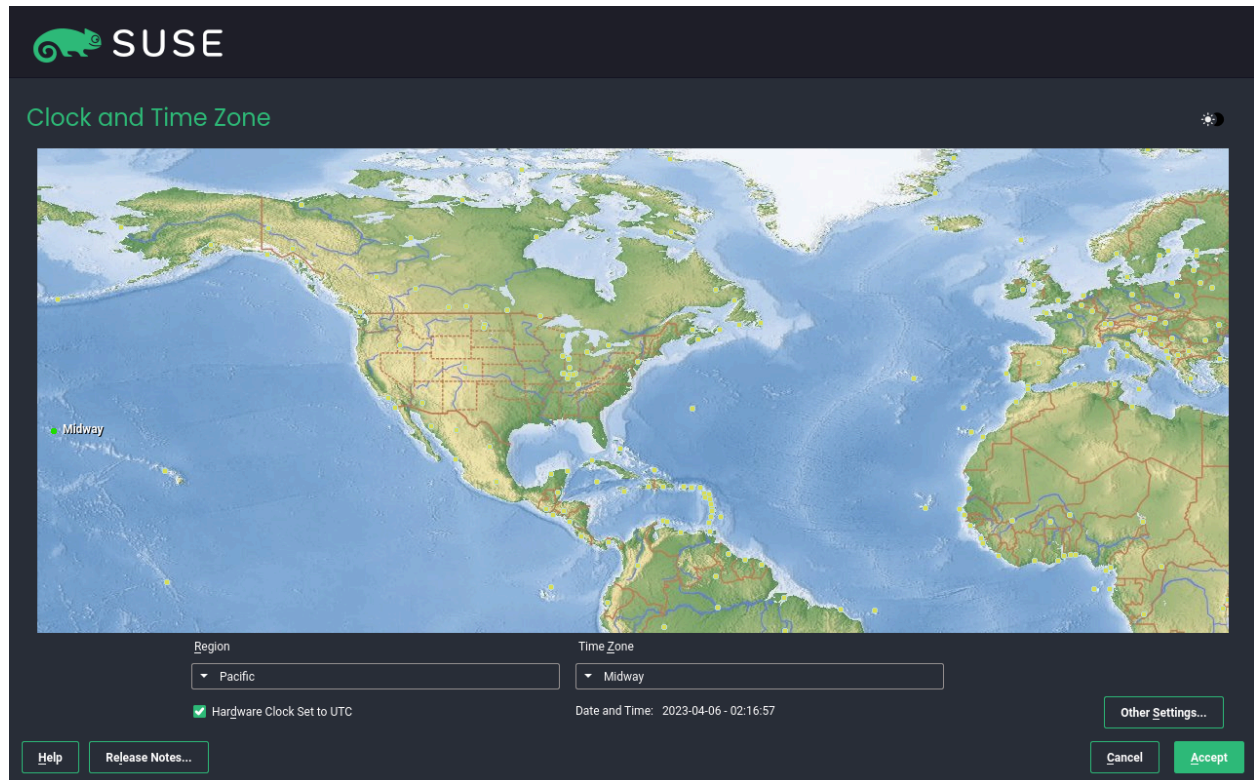 SUSE
Clock and Time Zone
Midway
Region
Time Zone
Pacific
Midway
Hardware Clock Set to UTC
Date and Time: 2023-04-06 - 02:16:57
Other Settings...
Help
Release Notes...
Cancel
Accept